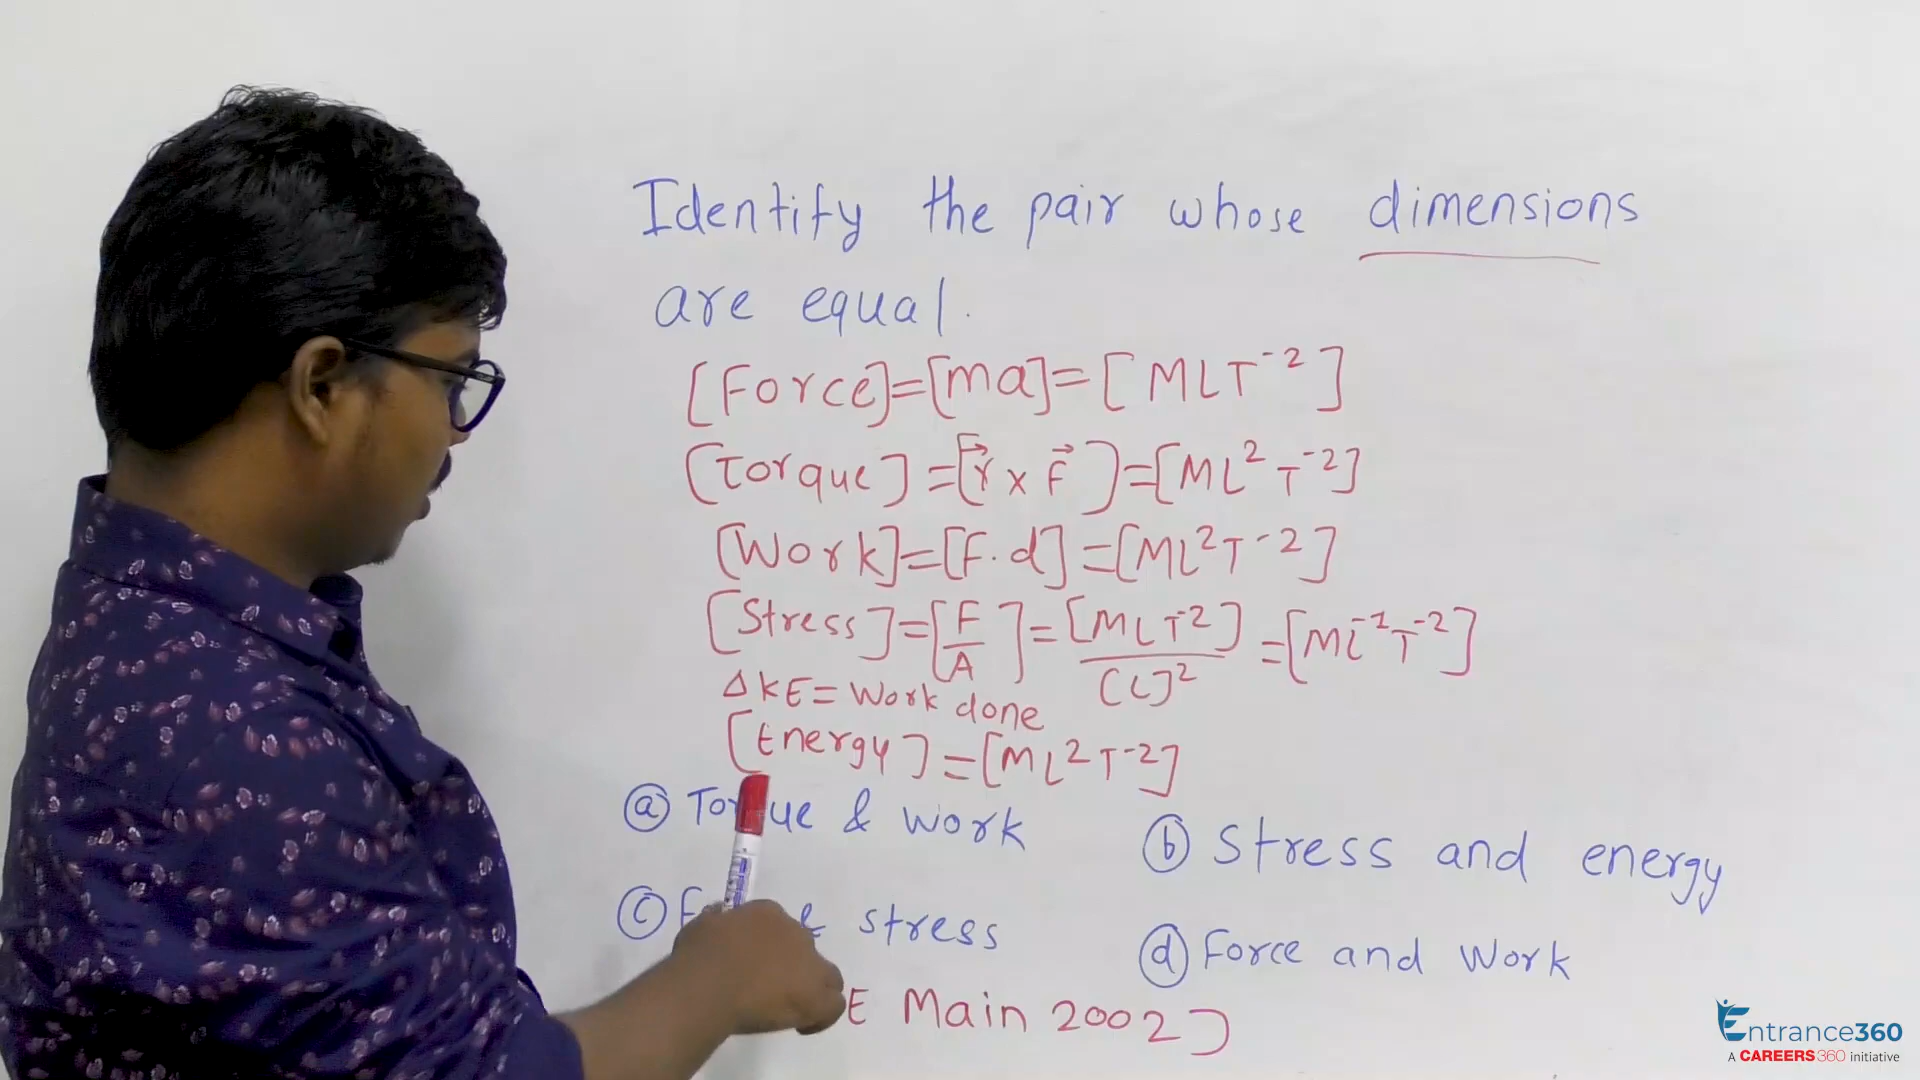 Identify the pair whose dimensions
are equal.
[Force]=[ma]=[MLT⁻²]
[Torque]=[r⃗ × F⃗]=[ML²T⁻²]
[Work]=[F.d]=[ML²T⁻²]
[Stress]=[F/A]=[MLT⁻²]/[L]²=[ML⁻¹T⁻²]
ΔKE = Work done
[Energy]=[ML²T⁻²]
ⓐ Torque & work
ⓑ Stress and energy
ⓒ & stress
ⓓ Force and Work
E Main 2002]
Entrance360
A CAREERS360 initiative